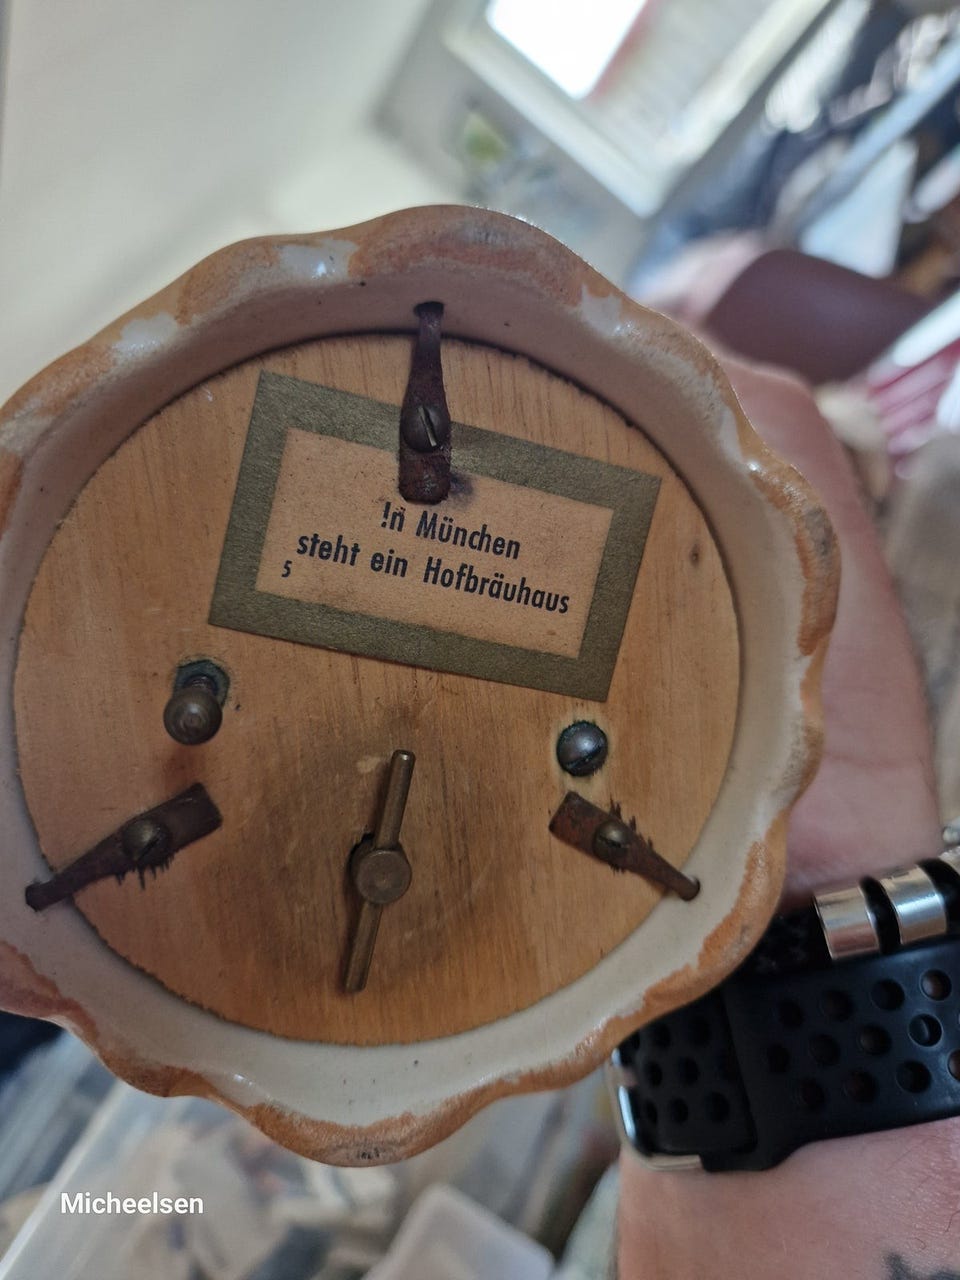 !n München
steht ein Hofbräuhaus
5
Micheelsen